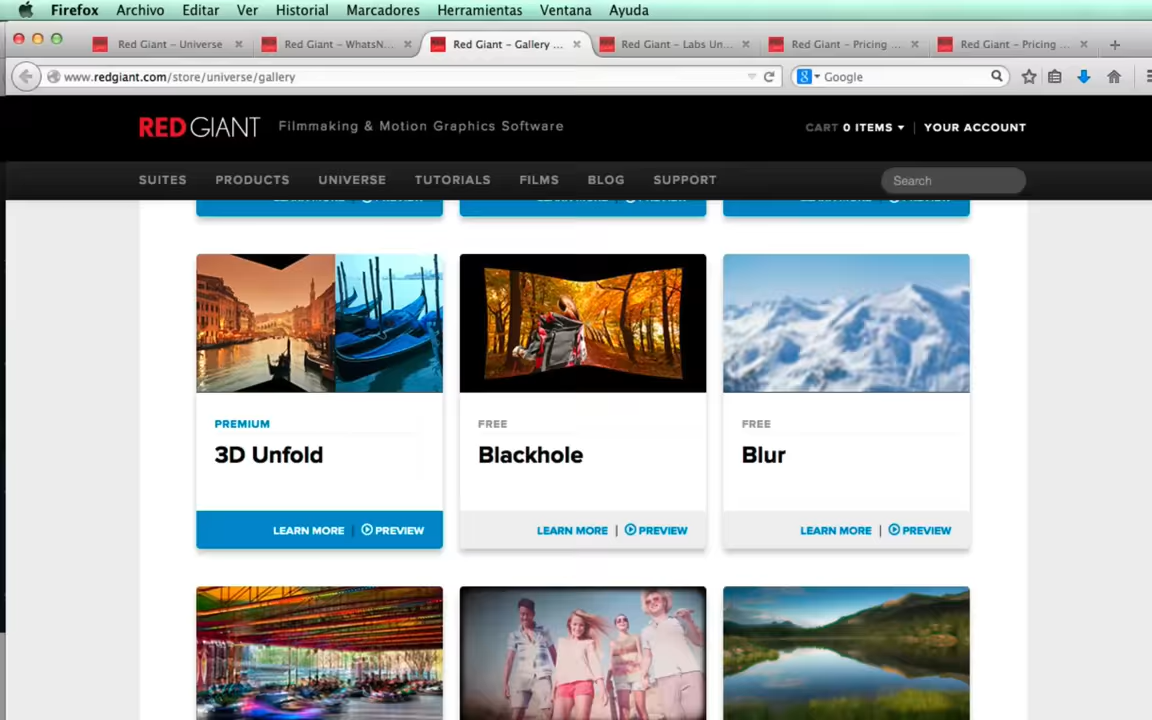 Firefox Archivo Editar Ver Historial Marcadores Herramientas Ventana Ayuda
Red Giant – Universe × Red Giant – WhatsN... × Red Giant – Gallery ... × Red Giant – Labs Un... × Red Giant – Pricing ... × Red Giant – Pricing ... × +
www.redgiant.com/store/universe/gallery
Google
RED GIANT Filmmaking & Motion Graphics Software
CART 0 ITEMS | YOUR ACCOUNT
SUITES PRODUCTS UNIVERSE TUTORIALS FILMS BLOG SUPPORT
Search
PREMIUM
3D Unfold
LEARN MORE | PREVIEW
FREE
Blackhole
LEARN MORE | PREVIEW
FREE
Blur
LEARN MORE | PREVIEW